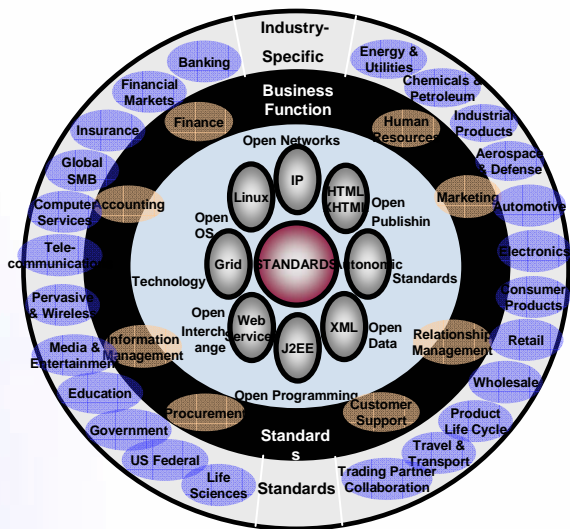 Industry-
Specific
Banking
Energy &
Utilities
Financial
Markets
Chemicals &
Petroleum
Business
Function
Insurance
Finance
Human
Resources
Industrial
Products
Open Networks
Global
SMB
Aerospace
& Defense
Linux
IP
HTML
XHTML
Computer
Services
Accounting
Marketing
Automotive
Open
OS
Open
Publishin
Tele-
communication
Grid
STANDARDS
Autonomic
Electronics
Technology
Standards
Pervasive
& Wireless
Consumer
Products
Open
Interch
ange
Web
Service
J2EE
XML
Open
Data
Information
Management
Relationship
Management
Retail
Media &
Entertainment
Wholesale
Education
Open Programming
Procurement
Customer
Support
Product
Life Cycle
Government
Standard
s
Travel &
Transport
US Federal
Life
Sciences
Standards
Trading Partner
Collaboration